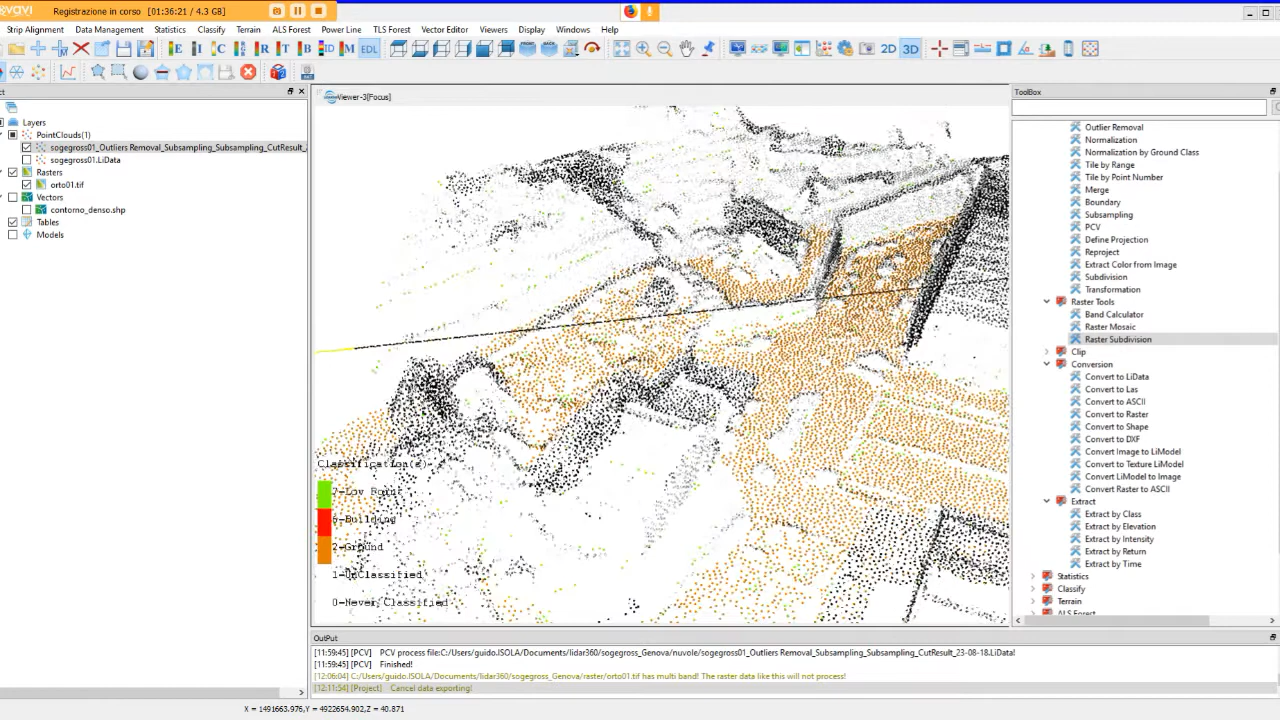 Registrazione in corso [01:36:21 / 4.3 GB]
Strip Alignment Data Management Statistics Classify Terrain ALS Forest Power Line TLS Forest Vector Editor Viewers Display Windows Help
E I C R T B ID M EDL 2D 3D
Viewer-3[Focus]
ToolBox
Layers
PointClouds(1)
sogegross01_Outliers Removal_Subsampling_Subsampling_CutResult_
sogegross01.LiData
Rasters
orto01.tif
Vectors
contorno_denso.shp
Tables
Models
Classification(s)
7-Low Point
6-Building
2-Ground
1-UnClassified
0-Never Classified
Outlier Removal
Normalization
Normalization by Ground Class
Tile by Range
Tile by Point Number
Merge
Boundary
Subsampling
PCV
Define Projection
Reproject
Extract Color from Image
Subdivision
Transformation
Raster Tools
Band Calculator
Raster Mosaic
Raster Subdivision
Clip
Conversion
Convert to LiData
Convert to Las
Convert to ASCII
Convert to Raster
Convert to Shape
Convert to DXF
Convert Image to LiModel
Convert to Texture LiModel
Convert LiModel to Image
Convert Raster to ASCII
Extract
Extract by Class
Extract by Elevation
Extract by Intensity
Extract by Return
Extract by Time
Statistics
Classify
Terrain
ALS Forest
OutPut
[11:59:45] [PCV] PCV process file:C:/Users/guido.ISOLA/Documents/lidar360/sogegross_Genova/nuvole/sogegross01_Outliers Removal_Subsampling_Subsampling_CutResult_23-08-18.LiData!
[11:59:45] [PCV] Finished!
[12:06:04] C:/Users/guido.ISOLA/Documents/lidar360/sogegross_Genova/raster/orto01.tif has multi band! The raster data like this will not process!
[12:11:54] [Project] Cancel data exporting!
X = 1491663.976, Y = 4922654.902, Z = 40.871